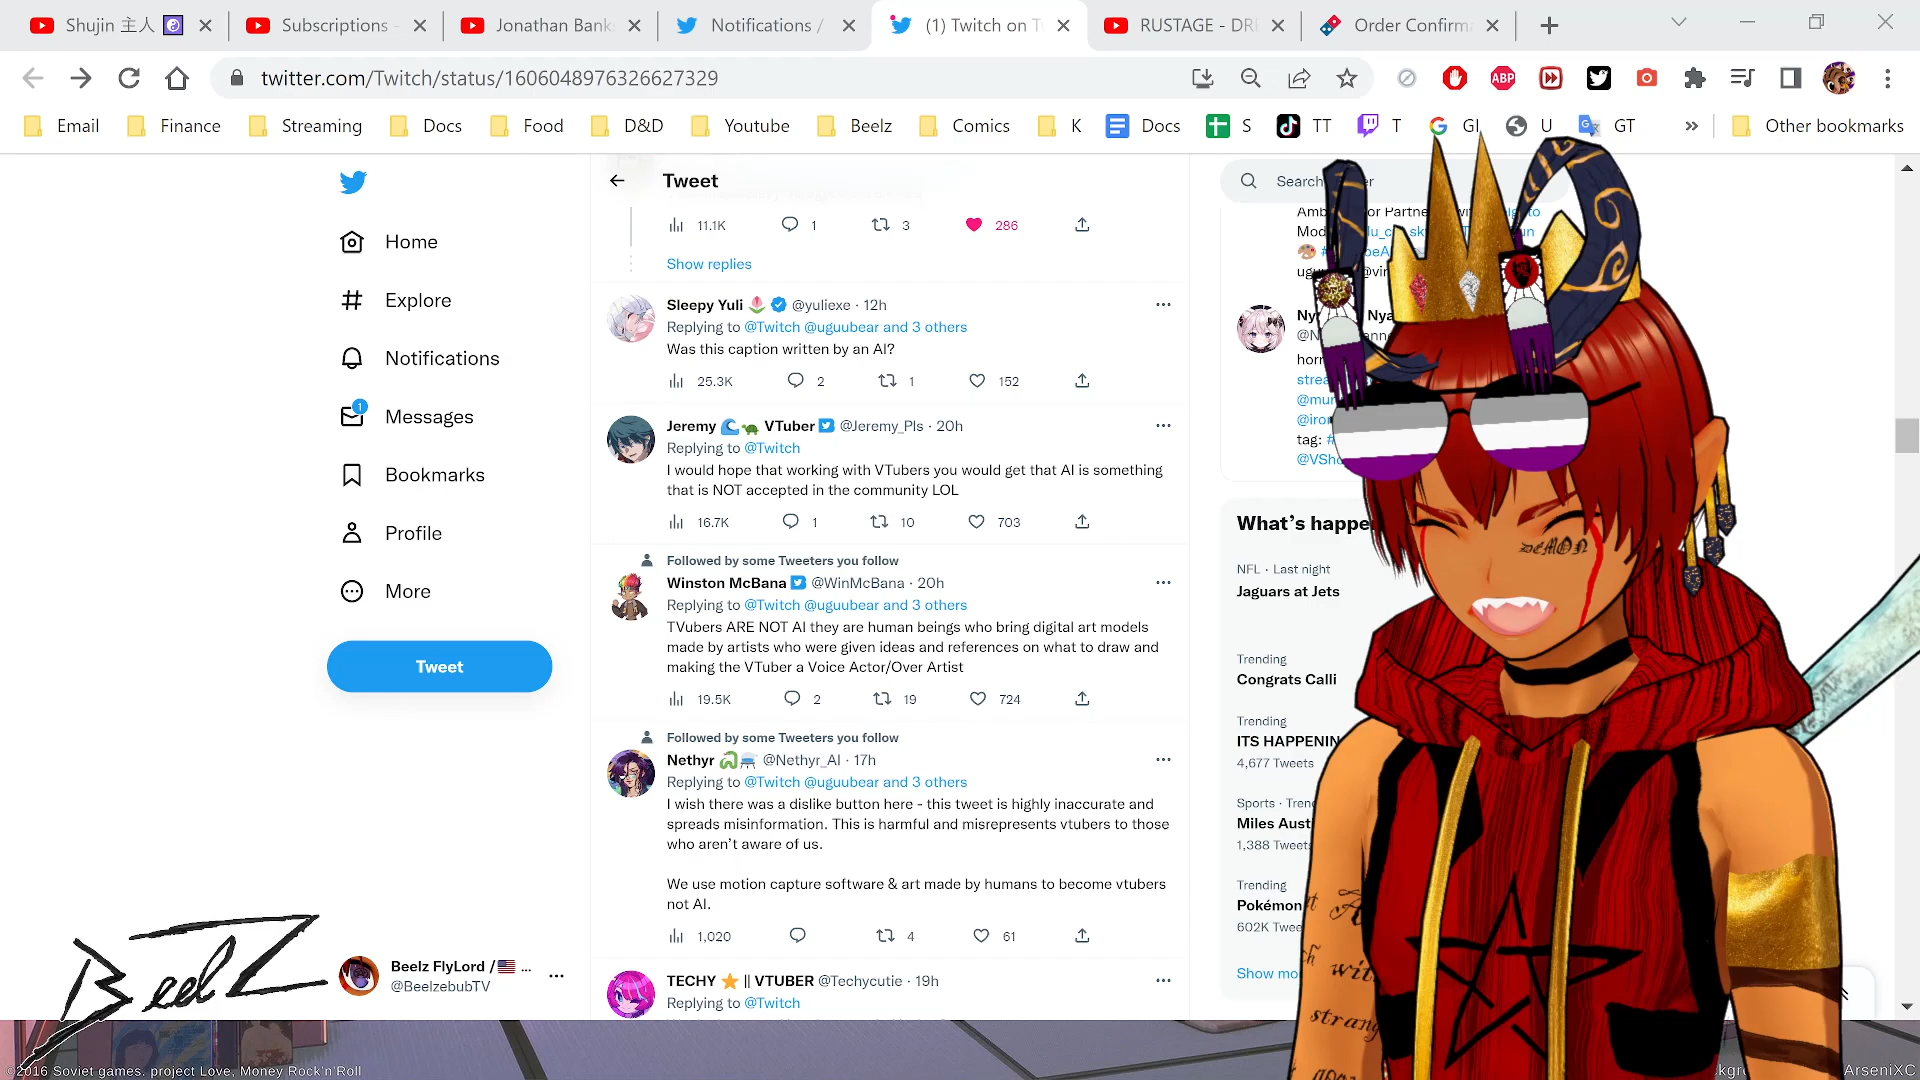 Shujin 主人
Subscriptions -
Jonathan Bank
Notifications /
(1) Twitch on T
RUSTAGE - DR
Order Confirm
twitter.com/Twitch/status/1606048976326627329
ABP
Email
Finance
Streaming
Docs
Food
D&D
Youtube
Beelz
Comics
K
Docs
S
TT
T
GI
U
GT
»
Other bookmarks
Home
Explore
Notifications
1
Messages
Bookmarks
Profile
More
Tweet
Beelz FlyLord /🇺🇸 ...
@BeelzebubTV
Tweet
11.1K 1 3 286
Show replies
Sleepy Yuli 🌷 @yuliexe · 12h
Replying to @Twitch @uguubear and 3 others
Was this caption written by an AI?
25.3K 2 1 152
Jeremy 🌊🐢 VTuber @Jeremy_Pls · 20h
Replying to @Twitch
I would hope that working with VTubers you would get that AI is something
that is NOT accepted in the community LOL
16.7K 1 10 703
Followed by some Tweeters you follow
Winston McBana @WinMcBana · 20h
Replying to @Twitch @uguubear and 3 others
TVubers ARE NOT AI they are human beings who bring digital art models
made by artists who were given ideas and references on what to draw and
making the VTuber a Voice Actor/Over Artist
19.5K 2 19 724
Followed by some Tweeters you follow
Nethyr @Nethyr_AI · 17h
Replying to @Twitch @uguubear and 3 others
I wish there was a dislike button here - this tweet is highly inaccurate and
spreads misinformation. This is harmful and misrepresents vtubers to those
who aren't aware of us.
We use motion capture software & art made by humans to become vtubers
not AI.
1,020 4 61
TECHY ⭐ || VTUBER @Techycutie · 19h
Replying to @Twitch
Search
tag:
@VSh
What's happe
NFL · Last night
Jaguars at Jets
Trending
Congrats Calli
Trending
ITS HAPPENIN
4,677 Tweets
Sports · Tren
Miles Aust
1,388 Tweets
Trending
Pokémon
602K Twee
Show mo
DEMON
BeelZ
©2016 Soviet games. project Love, Money Rock'n'Roll
ArseniXC